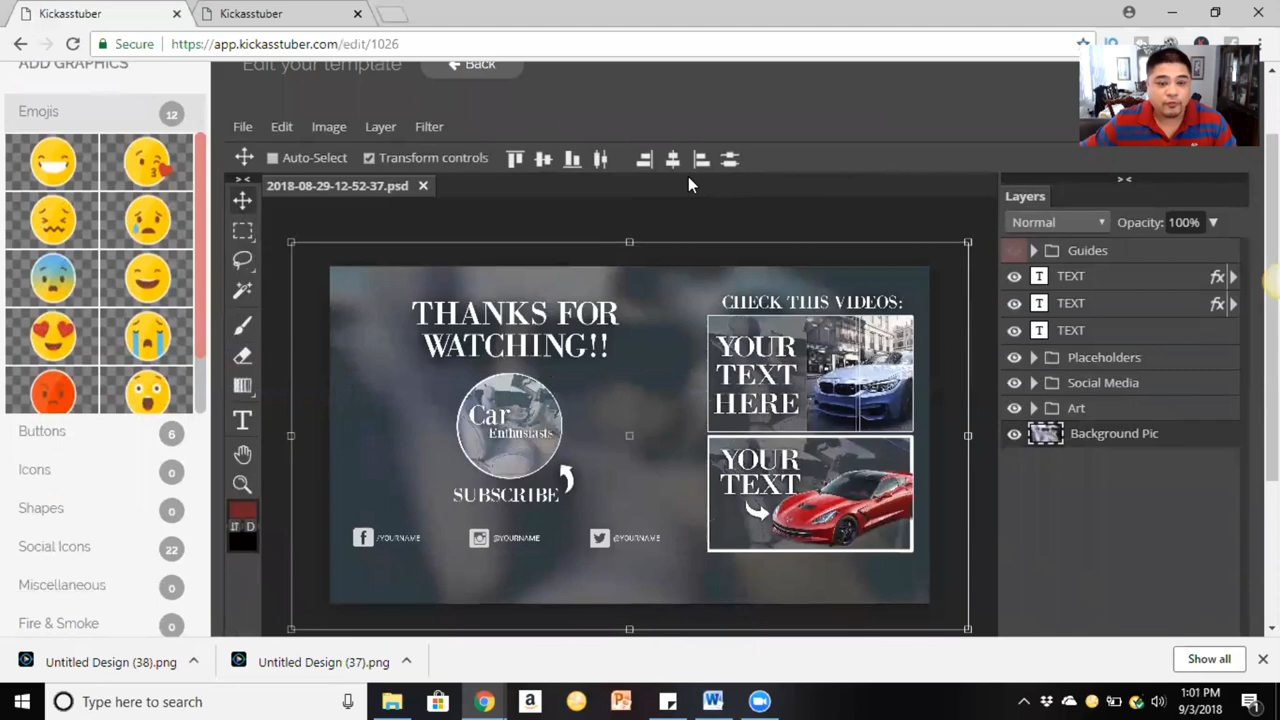 Kickasstuber
Kickasstuber
Secure
https://app.kickasstuber.com/edit/1026
ADD GRAPHICS
Emojis
12
Buttons
6
Icons
0
Shapes
0
Social Icons
22
Miscellaneous
0
Fire & Smoke
0
Edit your template
Back
File
Edit
Image
Layer
Filter
Auto-Select
Transform controls
2018-08-29-12-52-37.psd
THANKS FOR
WATCHING!!
Car
Enthusiasts
SUBSCRIBE
/YOURNAME
@YOURNAME
@YOURNAME
CHECK THIS VIDEOS:
YOUR
TEXT
HERE
YOUR
TEXT
T
D
Layers
Normal
Opacity:
100%
Guides
T TEXT fx
T TEXT fx
T TEXT
Placeholders
Social Media
Art
Background Pic
Untitled Design (38).png
Untitled Design (37).png
Show all
Type here to search
1:01 PM
9/3/2018